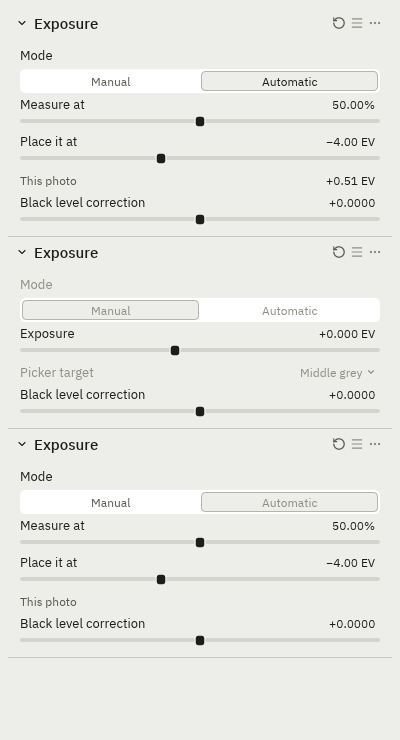 Exposure
Mode
Manual Automatic
Measure at 50.00%
Place it at −4.00 EV
This photo +0.51 EV
Black level correction +0.0000
Exposure
Mode
Manual Automatic
Exposure +0.000 EV
Picker target Middle grey
Black level correction +0.0000
Exposure
Mode
Manual Automatic
Measure at 50.00%
Place it at −4.00 EV
This photo
Black level correction +0.0000